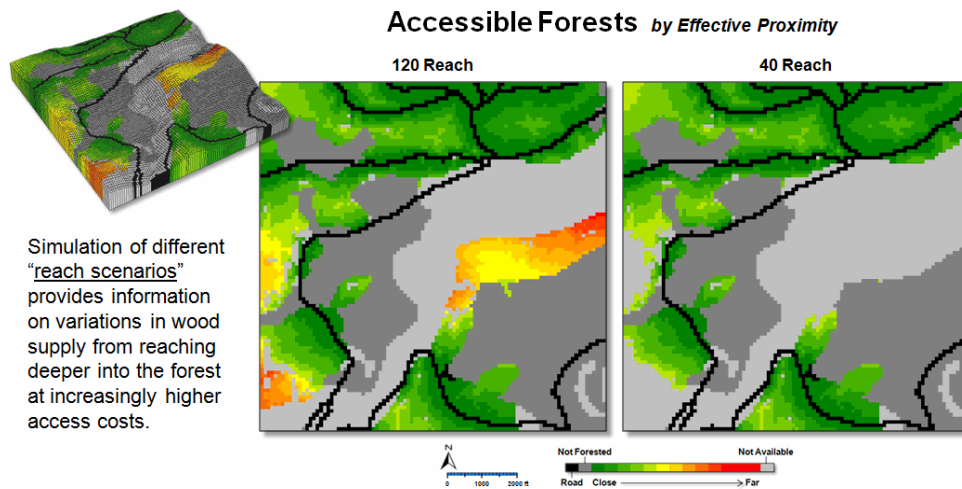 Accessible Forests by Effective Proximity
120 Reach
40 Reach
Simulation of different
“reach scenarios”
provides information
on variations in wood
supply from reaching
deeper into the forest
at increasingly higher
access costs.
N
0 1000 2000 ft
Not Forested
Not Available
Road
Close
Far